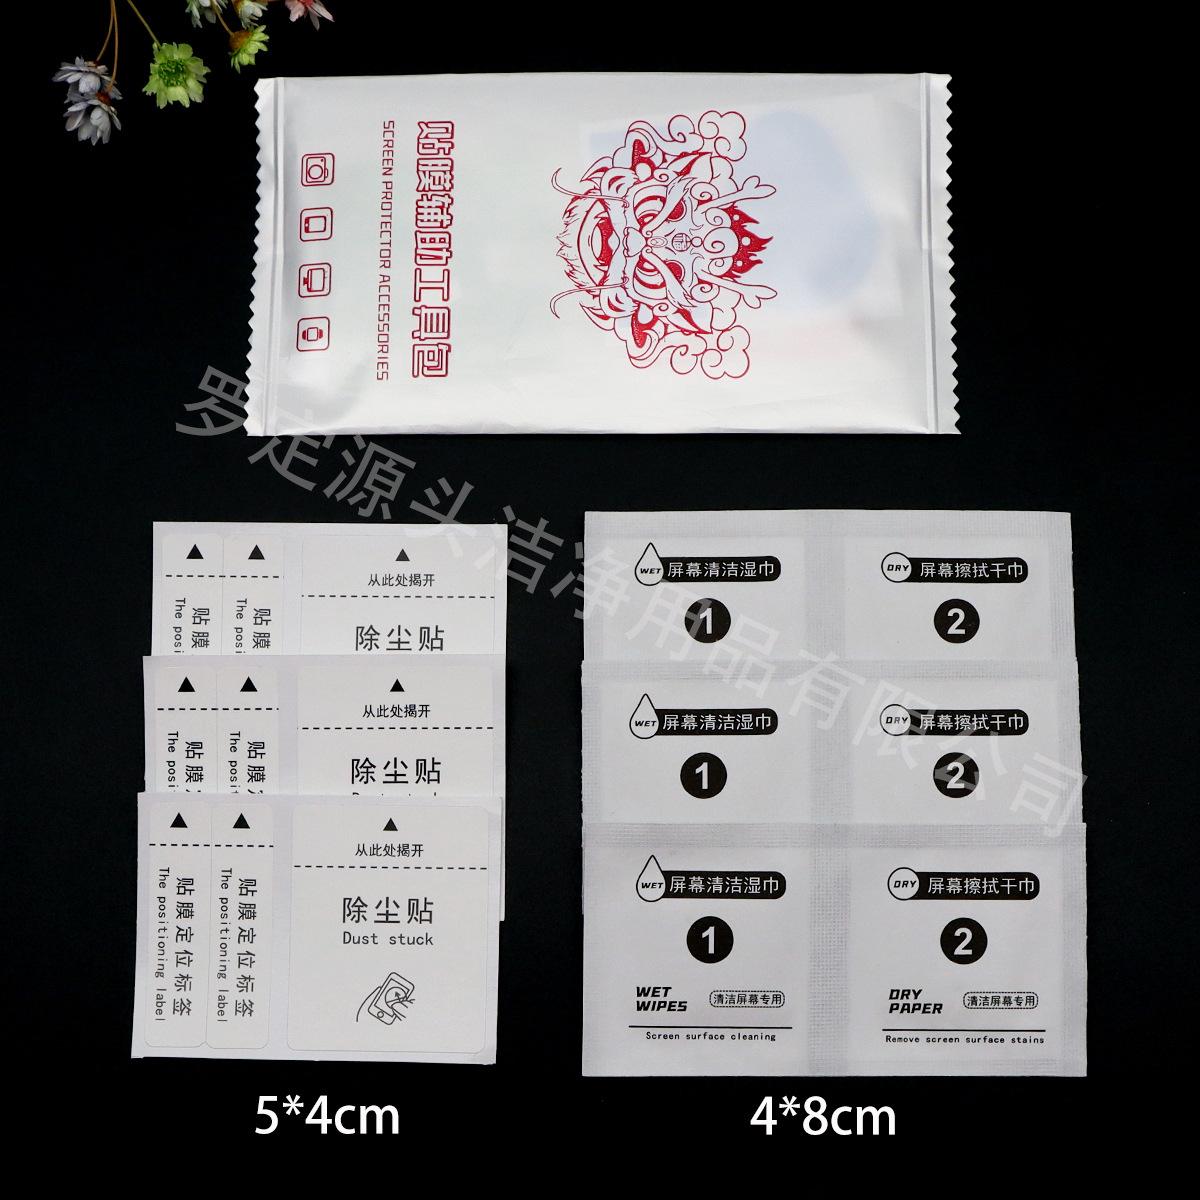 贴膜辅助工具包
SCREEN PROTECTOR ACCESSORIES
罗定源头洁净用品有限公司
从此处揭开
除尘贴
贴膜
The posi
贴膜
The posi
从此处揭开
除尘贴
贴膜
The posit
贴膜
The posit
从此处揭开
除尘贴
Dust stuck
贴膜定位标签
The positioning label
贴膜定位标签
The positioning label
5*4cm
WET 屏幕清洁湿巾
1
DRY 屏幕擦拭干巾
2
WET 屏幕清洁湿巾
1
DRY 屏幕擦拭干巾
2
WET 屏幕清洁湿巾
1
WET
WIPES
清洁屏幕专用
Screen surface cleaning
DRY 屏幕擦拭干巾
2
DRY
PAPER
清洁屏幕专用
Remove screen surface stains
4*8cm